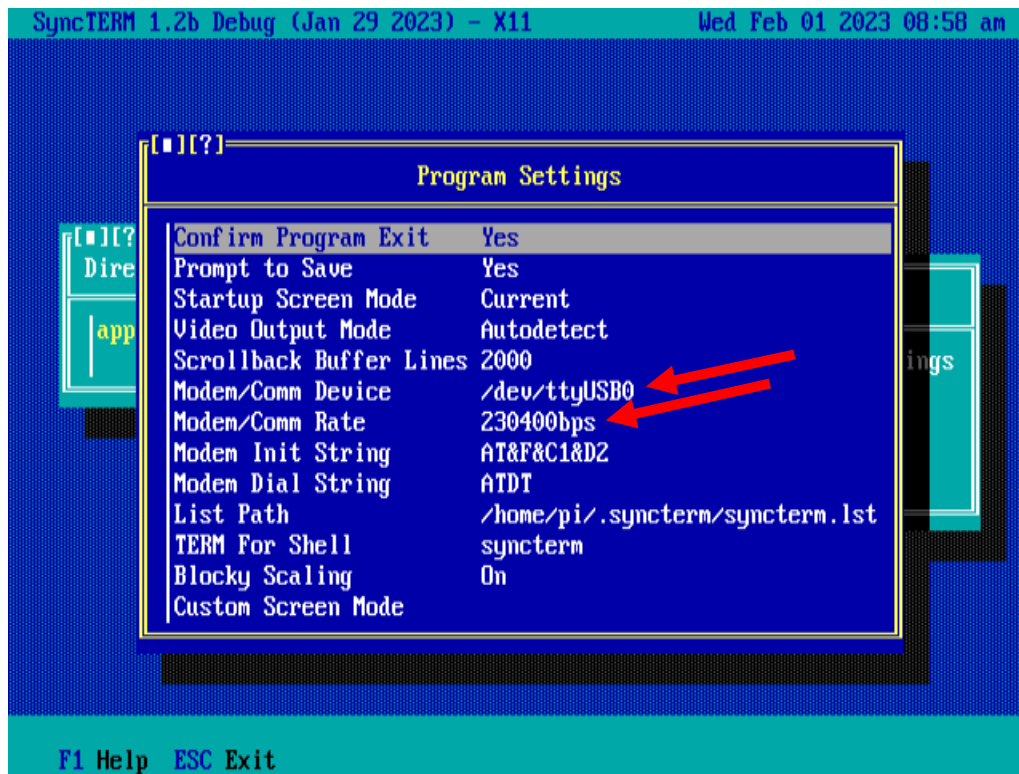 SyncTERM 1.2b Debug (Jan 29 2023) - X11 Wed Feb 01 2023 08:58 am
[■][?]
Program Settings
[■][?
Dire
app
ings
Confirm Program Exit Yes
Prompt to Save Yes
Startup Screen Mode Current
Video Output Mode Autodetect
Scrollback Buffer Lines 2000
Modem/Comm Device /dev/ttyUSB0
Modem/Comm Rate 230400bps
Modem Init String AT&F&C1&D2
Modem Dial String ATDT
List Path /home/pi/.syncterm/syncterm.lst
TERM For Shell syncterm
Blocky Scaling On
Custom Screen Mode
F1 Help ESC Exit